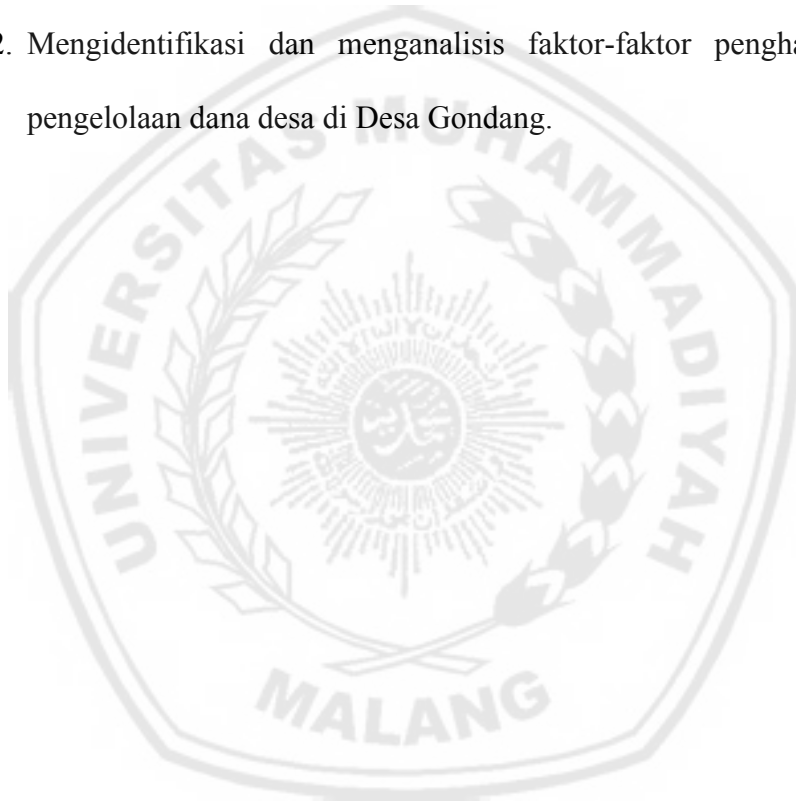 2. Mengidentifikasi dan menganalisis faktor-faktor
pengelolaan dana desa di Desa Gondang.
UNIVERSITAS MUHAMMADIYAH
MALANG